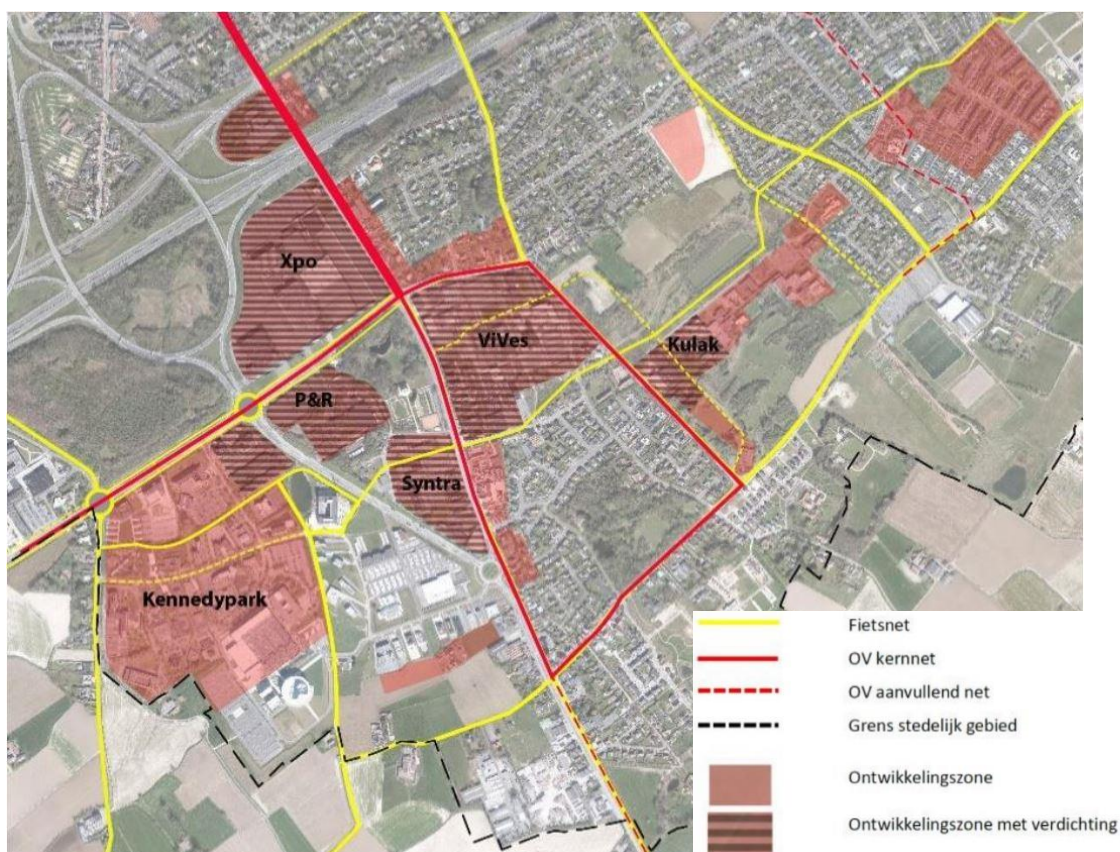 Xpo
ViVes
Kulak
P&R
Syntra
Kennedypark
Fietsnet
OV kernnet
OV aanvullend net
Grens stedelijk gebied
Ontwikkelingszone
Ontwikkelingszone met verdichting